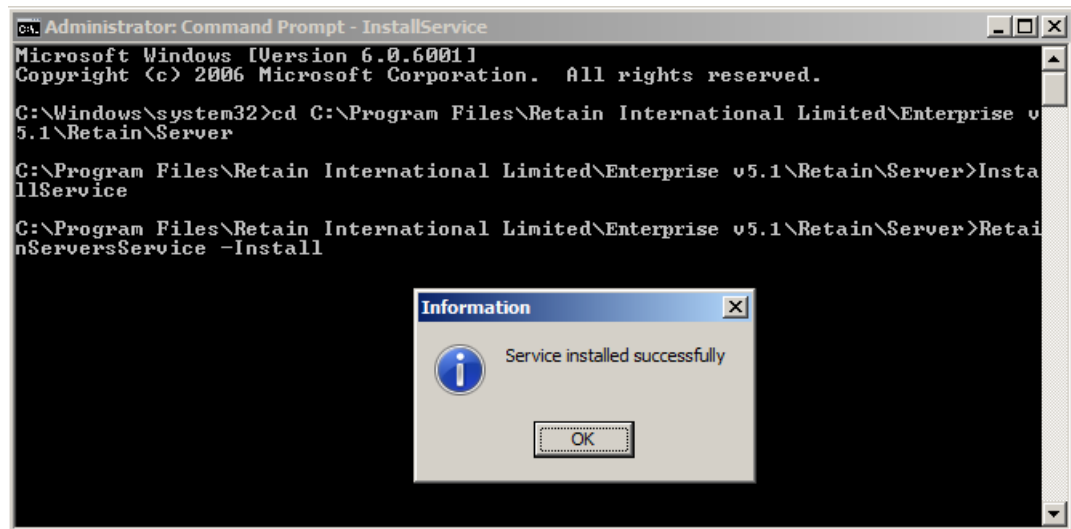 Administrator: Command Prompt - InstallService
Microsoft Windows [Version 6.0.6001]
Copyright (c) 2006 Microsoft Corporation.  All rights reserved.
C:\Windows\system32>cd C:\Program Files\Retain International Limited\Enterprise v
5.1\Retain\Server
C:\Program Files\Retain International Limited\Enterprise v5.1\Retain\Server>Insta
llService
C:\Program Files\Retain International Limited\Enterprise v5.1\Retain\Server>Retai
nServersService -Install
Information
Service installed successfully
OK